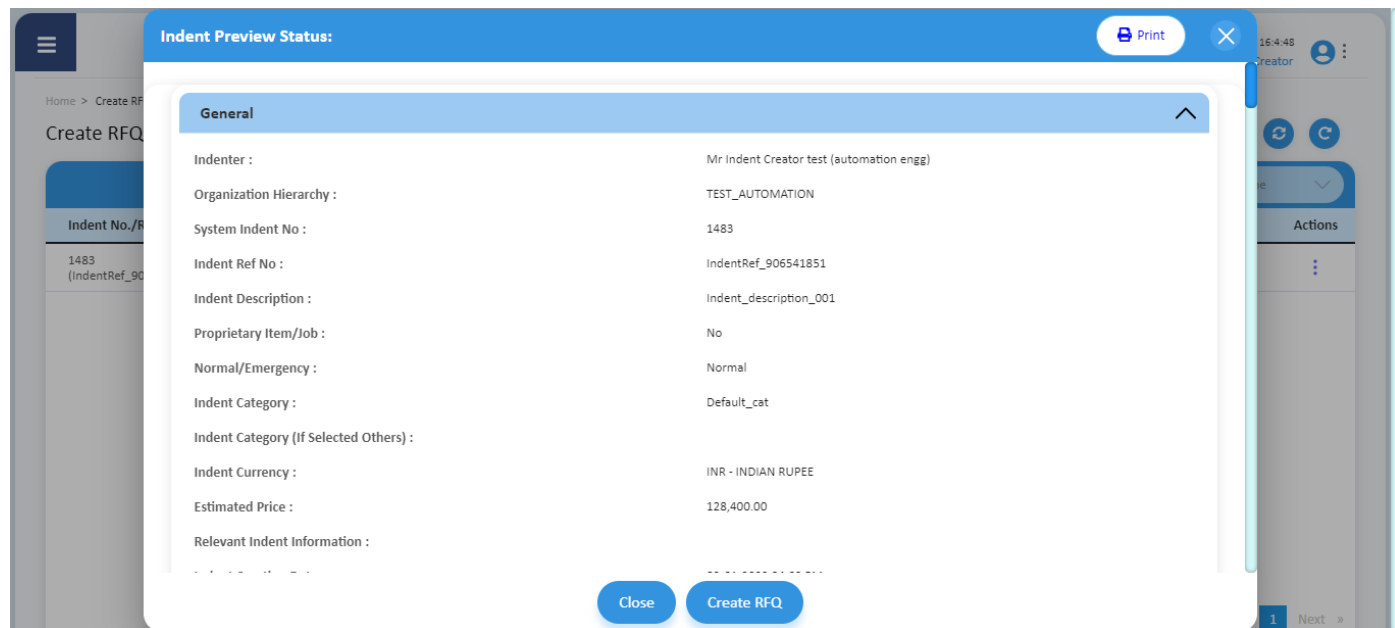 Indent Preview Status:
Print
16:4:48
Creator
Home > Create RF
Create RFQ
General
Indenter :
Mr Indent Creator test (automation engg)
Organization Hierarchy :
TEST_AUTOMATION
Indent No./R
System Indent No :
1483
Actions
1483
(IndentRef_90
Indent Ref No :
IndentRef_906541851
Indent Description :
Indent_description_001
Proprietary Item/Job :
No
Normal/Emergency :
Normal
Indent Category :
Default_cat
Indent Category (If Selected Others) :
Indent Currency :
INR - INDIAN RUPEE
Estimated Price :
128,400.00
Relevant Indent Information :
Close
Create RFQ
1
Next »